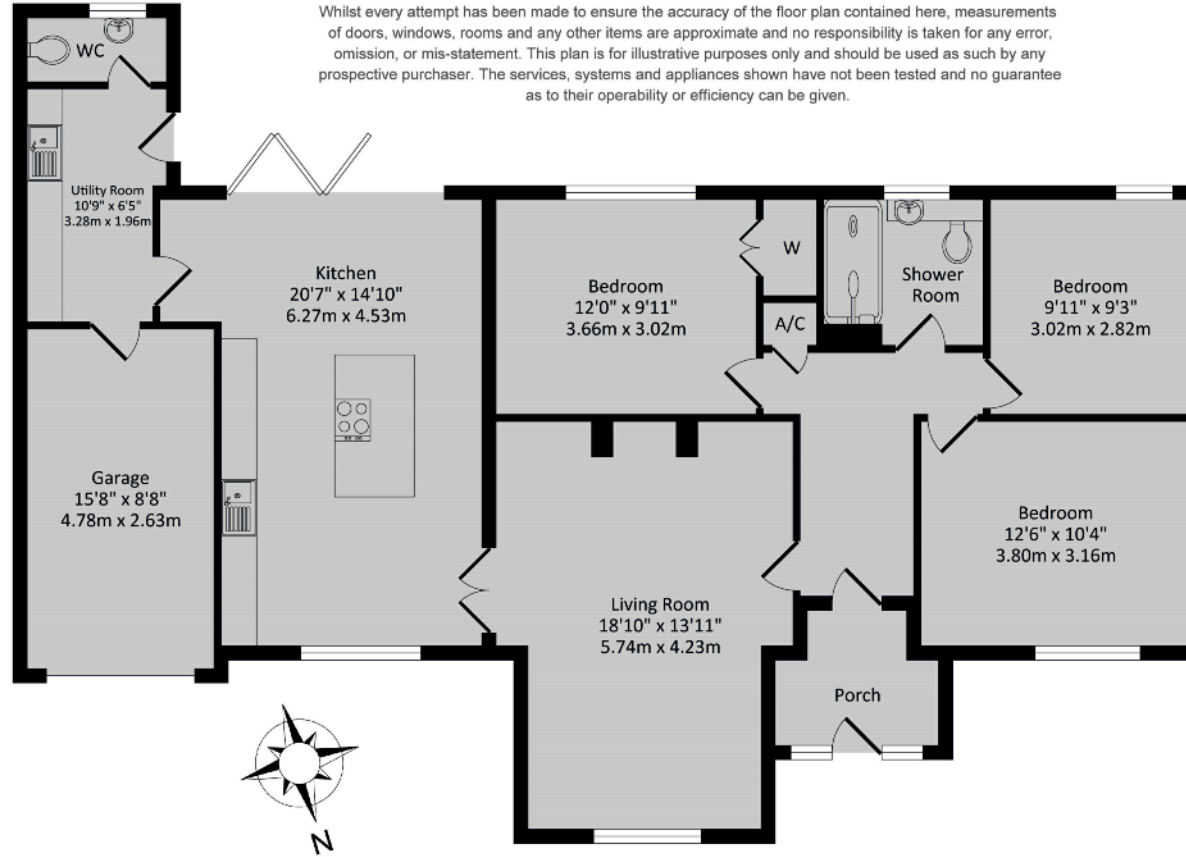 Whilst every attempt has been made to ensure the accuracy of the floor plan contained here, measurements
of doors, windows, rooms and any other items are approximate and no responsibility is taken for any error,
omission, or mis-statement. This plan is for illustrative purposes only and should be used as such by any
prospective purchaser. The services, systems and appliances shown have not been tested and no guarantee
as to their operability or efficiency can be given.
WC
Utility Room
10'9" x 6'5"
3.28m x 1.96m
Kitchen
20'7" x 14'10"
6.27m x 4.53m
Bedroom
12'0" x 9'11"
3.66m x 3.02m
W
A/C
Shower
Room
Bedroom
9'11" x 9'3"
3.02m x 2.82m
Garage
15'8" x 8'8"
4.78m x 2.63m
Living Room
18'10" x 13'11"
5.74m x 4.23m
Bedroom
12'6" x 10'4"
3.80m x 3.16m
Porch
N